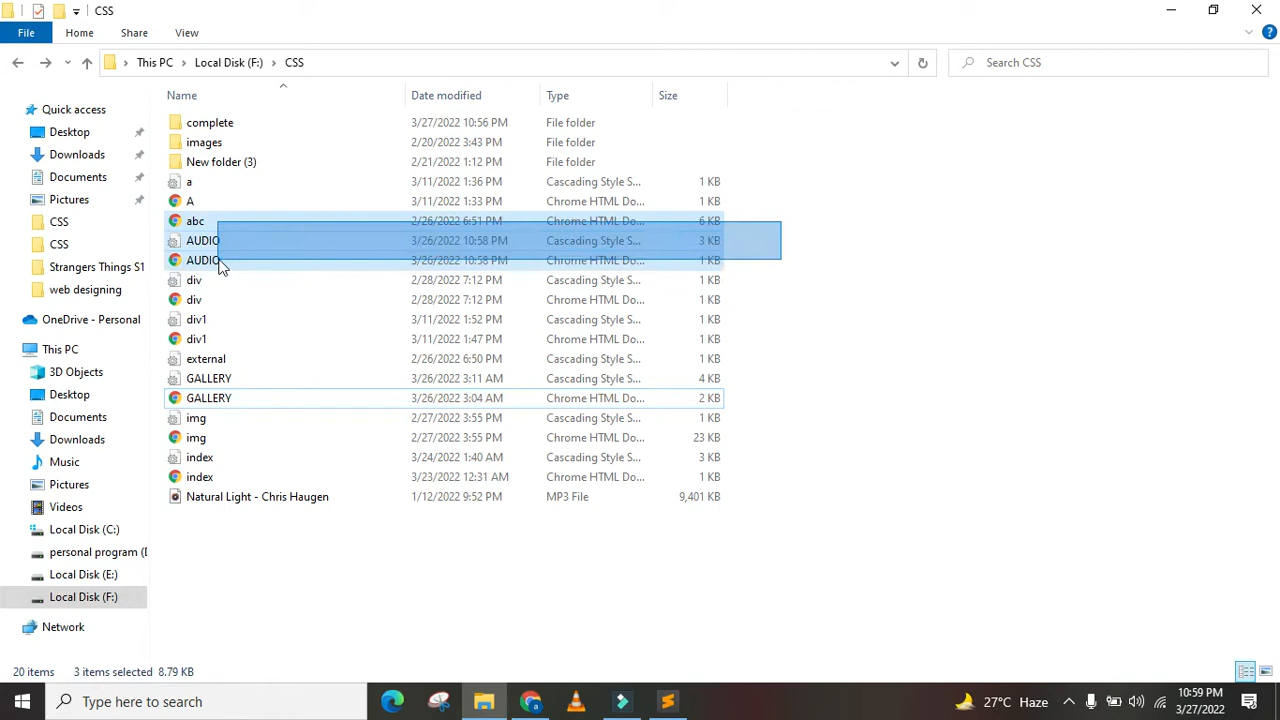 CSS
File Home Share View
This PC Local Disk (F:) CSS Search CSS
Name Date modified Type Size
Quick access
Desktop
Downloads
Documents
Pictures
CSS
CSS
Strangers Things S1
web designing
OneDrive - Personal
This PC
3D Objects
Desktop
Documents
Downloads
Music
Pictures
Videos
Local Disk (C:)
personal program (D
Local Disk (E:)
Local Disk (F:)
Network
complete 3/27/2022 10:56 PM File folder
images 2/20/2022 3:43 PM File folder
New folder (3) 2/21/2022 1:12 PM File folder
a 3/11/2022 1:36 PM Cascading Style S... 1 KB
A 3/11/2022 1:33 PM Chrome HTML Do... 1 KB
abc 2/26/2022 6:51 PM Chrome HTML Do... 6 KB
AUDIO 3/26/2022 10:58 PM Cascading Style S... 3 KB
AUDIO 3/26/2022 10:58 PM Chrome HTML Do... 1 KB
div 2/28/2022 7:12 PM Cascading Style S... 1 KB
div 2/28/2022 7:12 PM Chrome HTML Do... 1 KB
div1 3/11/2022 1:52 PM Cascading Style S... 1 KB
div1 3/11/2022 1:47 PM Chrome HTML Do... 1 KB
external 2/26/2022 6:50 PM Cascading Style S... 1 KB
GALLERY 3/26/2022 3:11 AM Cascading Style S... 4 KB
GALLERY 3/26/2022 3:04 AM Chrome HTML Do... 2 KB
img 2/27/2022 3:55 PM Cascading Style S... 1 KB
img 2/27/2022 3:55 PM Chrome HTML Do... 23 KB
index 3/24/2022 1:40 AM Cascading Style S... 3 KB
index 3/23/2022 12:31 AM Chrome HTML Do... 1 KB
Natural Light - Chris Haugen 1/12/2022 9:52 PM MP3 File 9,401 KB
20 items 3 items selected 8.79 KB
Type here to search
27°C Haze
10:59 PM
3/27/2022